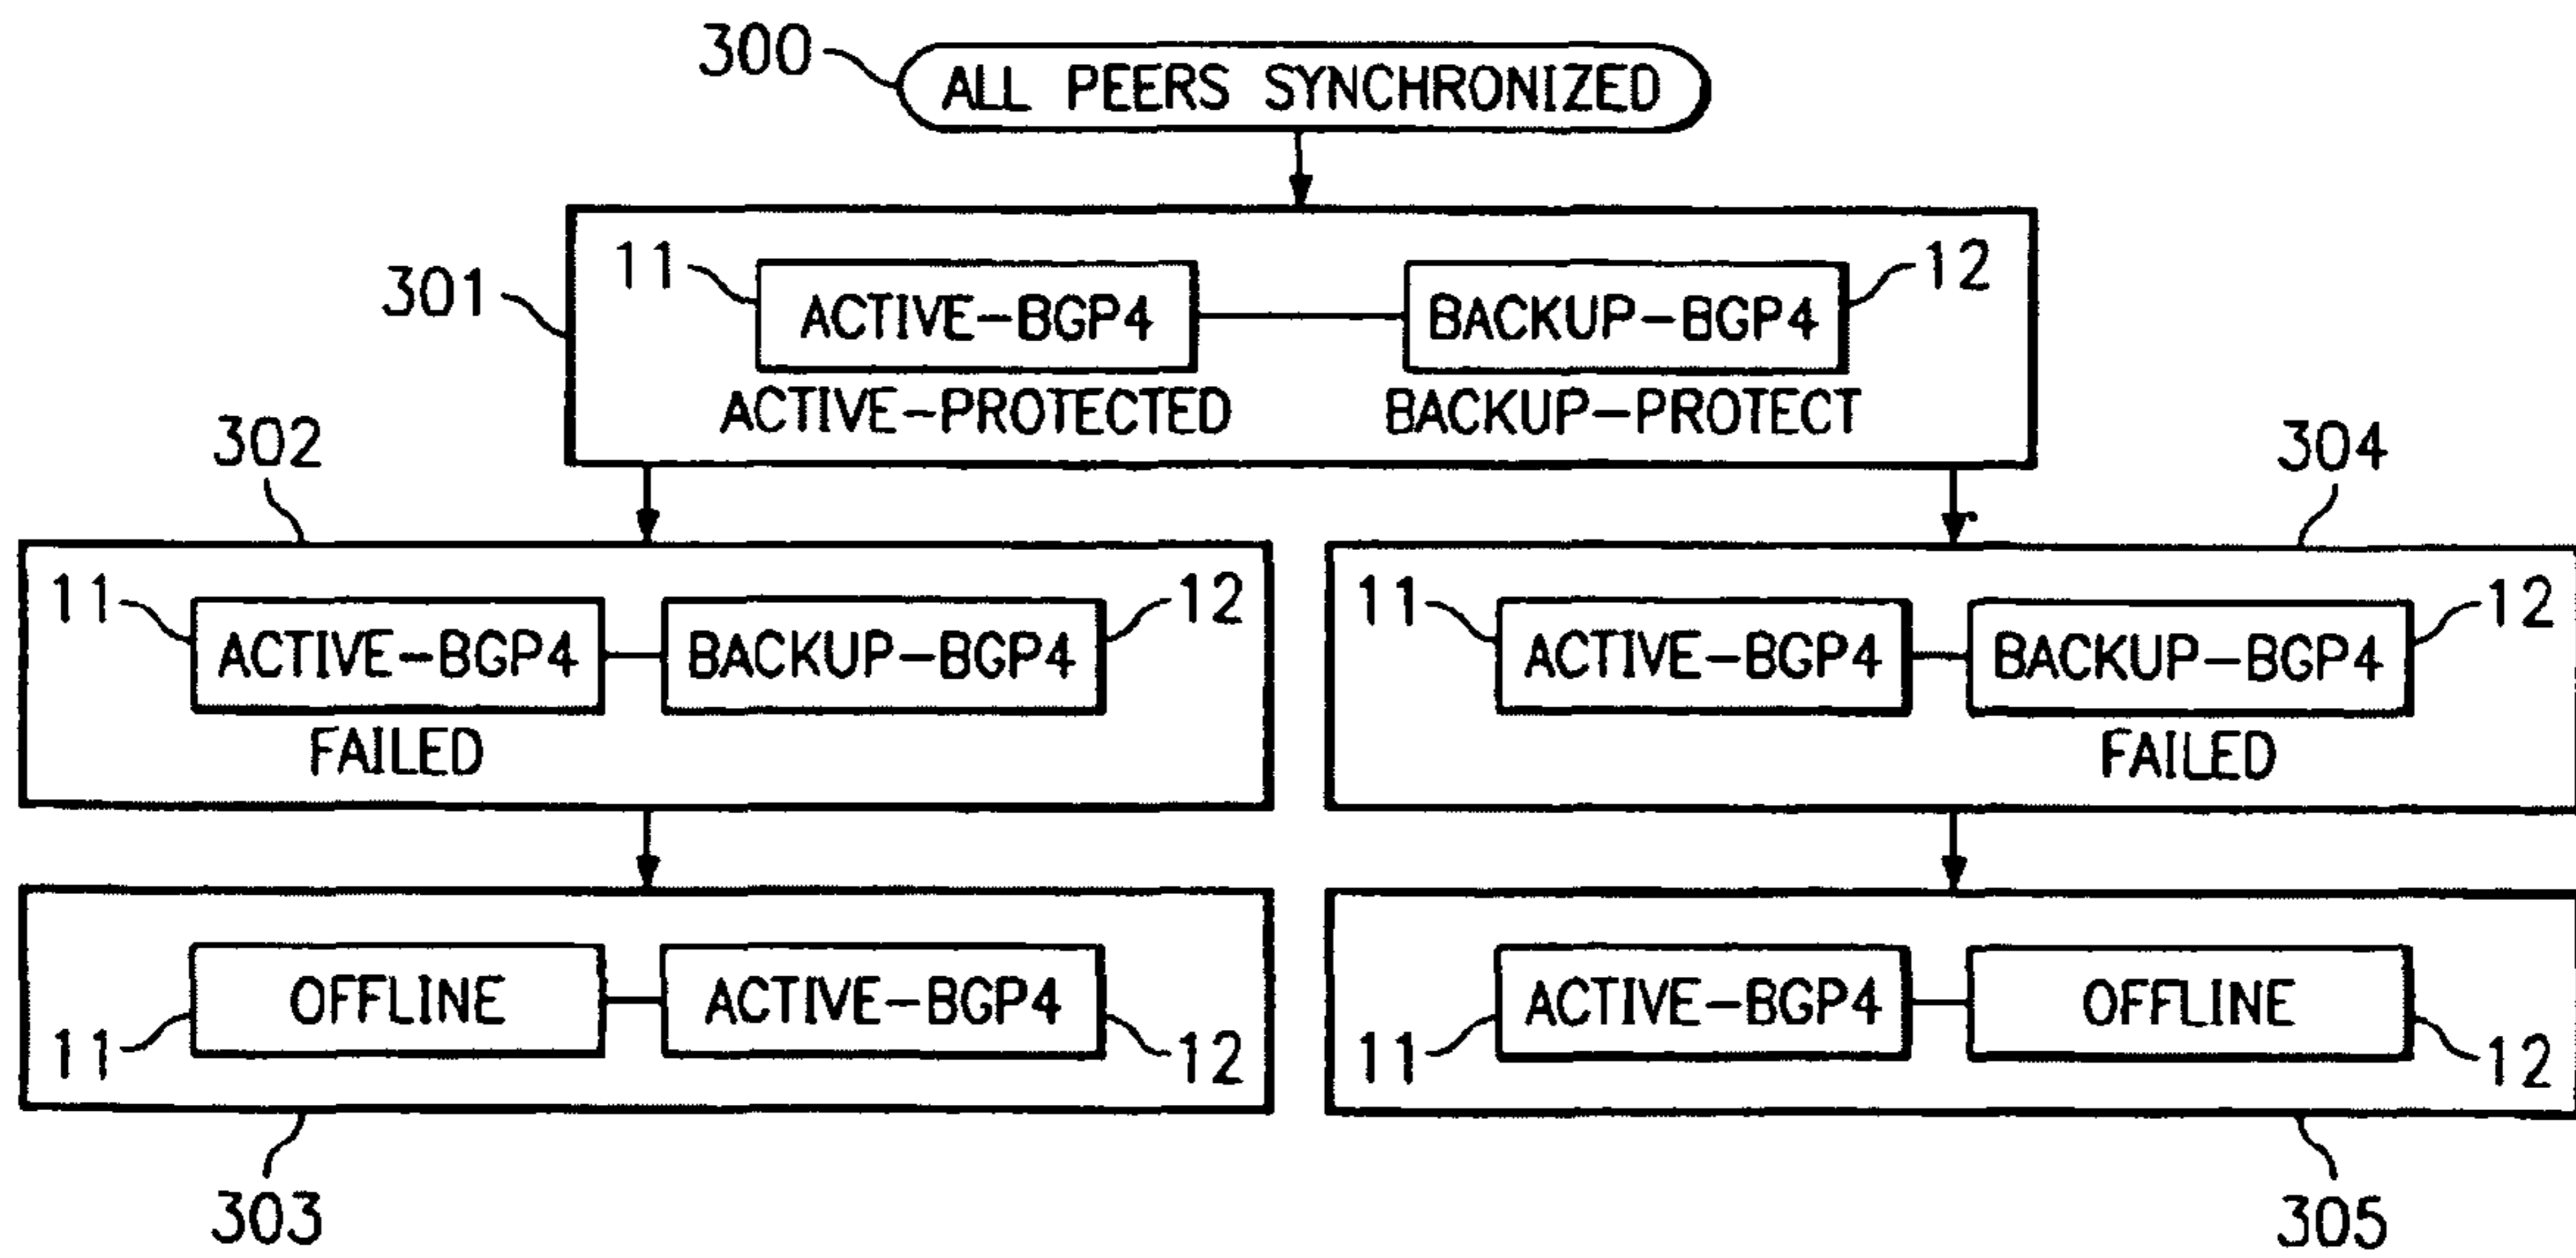 300
ALL PEERS SYNCHRONIZED
301
11
ACTIVE-BGP4
BACKUP-BGP4
12
ACTIVE-PROTECTED
BACKUP-PROTECT
302
11
ACTIVE-BGP4
BACKUP-BGP4
12
FAILED
304
11
ACTIVE-BGP4
BACKUP-BGP4
12
FAILED
11
OFFLINE
ACTIVE-BGP4
12
303
11
ACTIVE-BGP4
OFFLINE
12
305